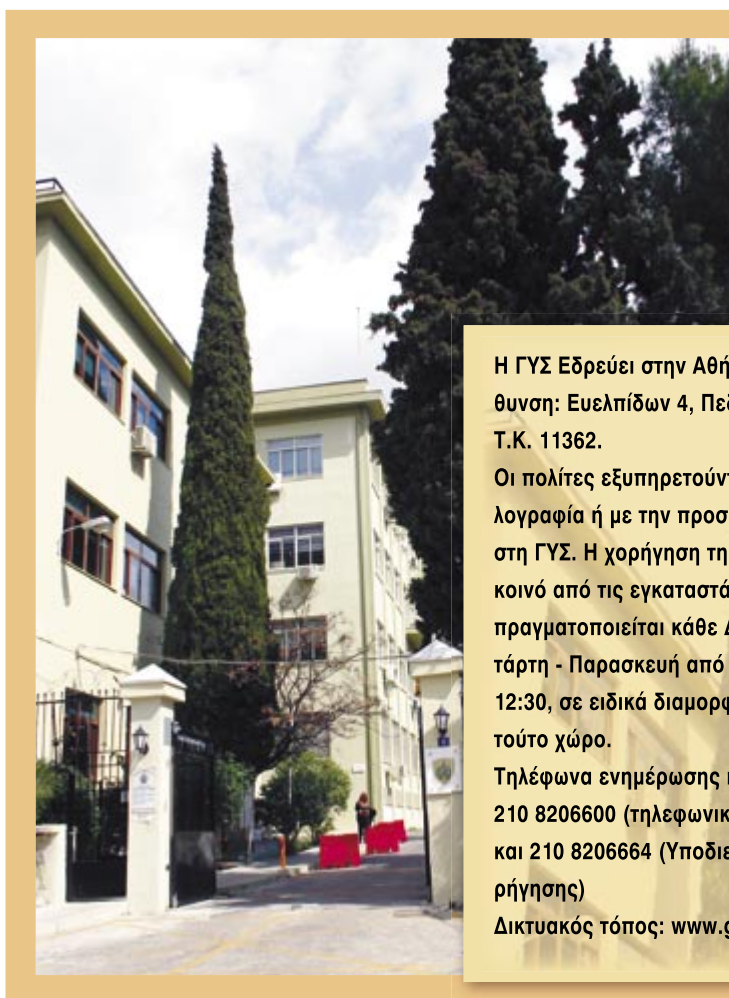 Η ΓΥΣ Εδρεύει στην Αθή
θυνση: Ευελπίδων 4, Πεδ
Τ.Κ. 11362.
Οι πολίτες εξυπηρετούντ
λογραφία ή με την προσ
στη ΓΥΣ. Η χορήγηση τη
κοινό από τις εγκαταστά
πραγματοποιείται κάθε Δ
τάρτη - Παρασκευή από
12:30, σε ειδικά διαμορφ
τούτο χώρο.
Τηλέφωνα ενημέρωσης
210 8206600 (τηλεφωνικ
και 210 8206664 (Υποδιε
ρήγησης)
Δικτυακός τόπος: www.g